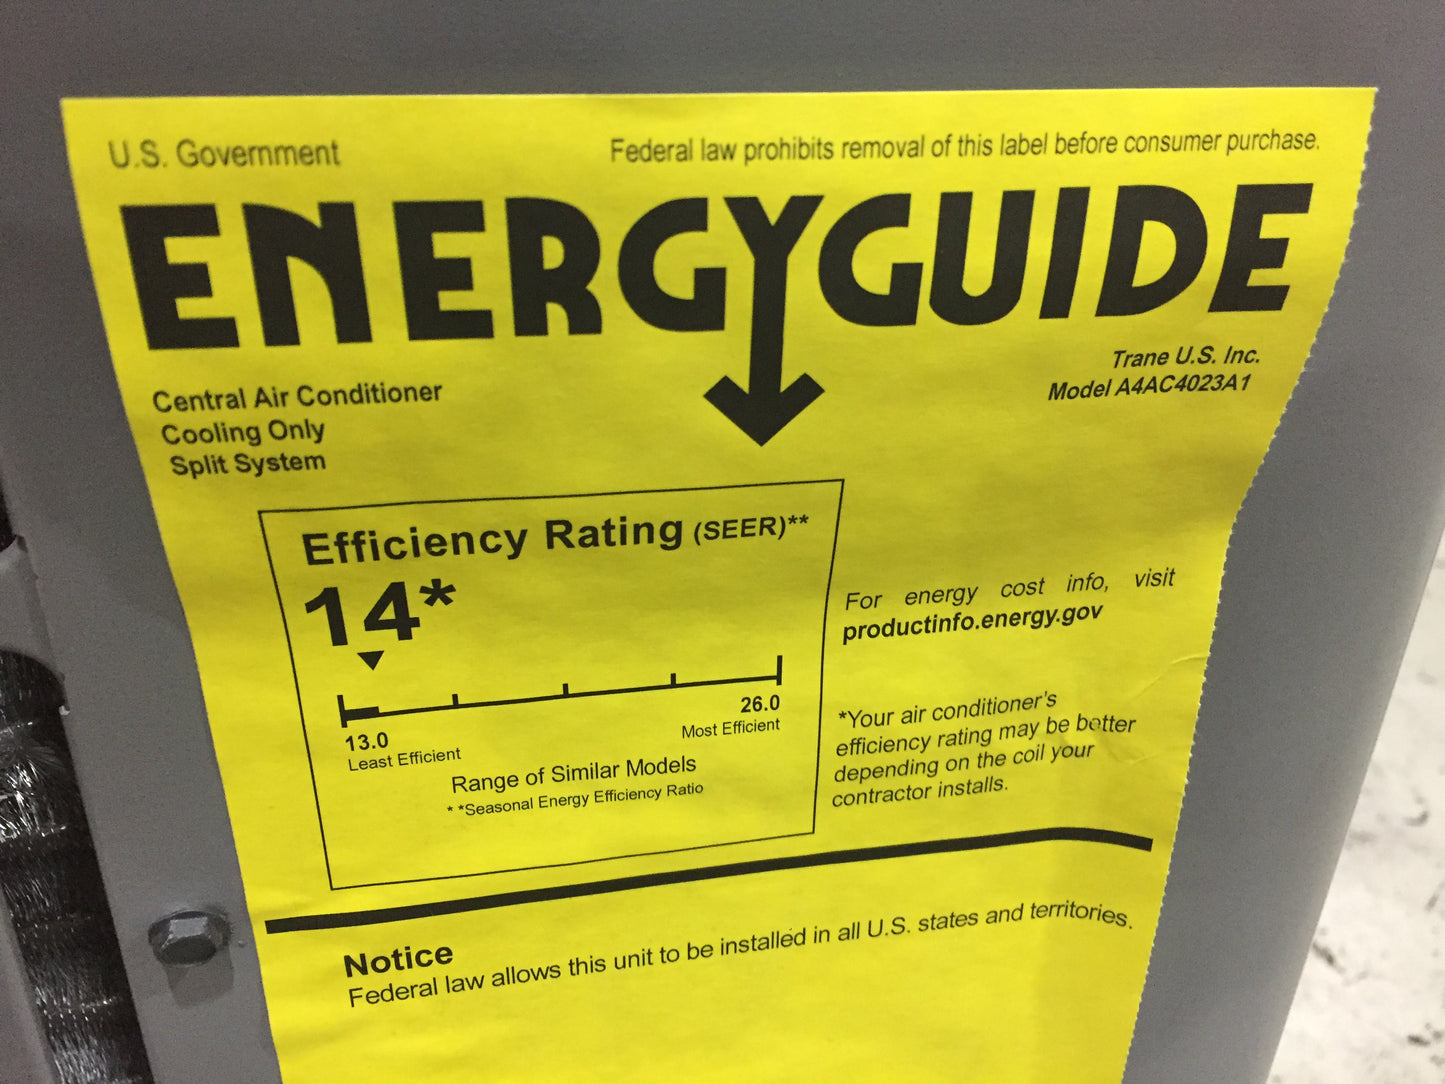 U.S. Government
Federal law prohibits removal of this label before consumer purchase.
ENERGYGUIDE
Central Air Conditioner
Cooling Only
Split System
Trane U.S. Inc.
Model A4AC4023A1
Efficiency Rating (SEER)**
14*
13.0
Least Efficient
26.0
Most Efficient
Range of Similar Models
* *Seasonal Energy Efficiency Ratio
For energy cost info, visit
productinfo.energy.gov
*Your air conditioner's
efficiency rating may be better
depending on the coil your
contractor installs.
Notice
Federal law allows this unit to be installed in all U.S. states and territories.